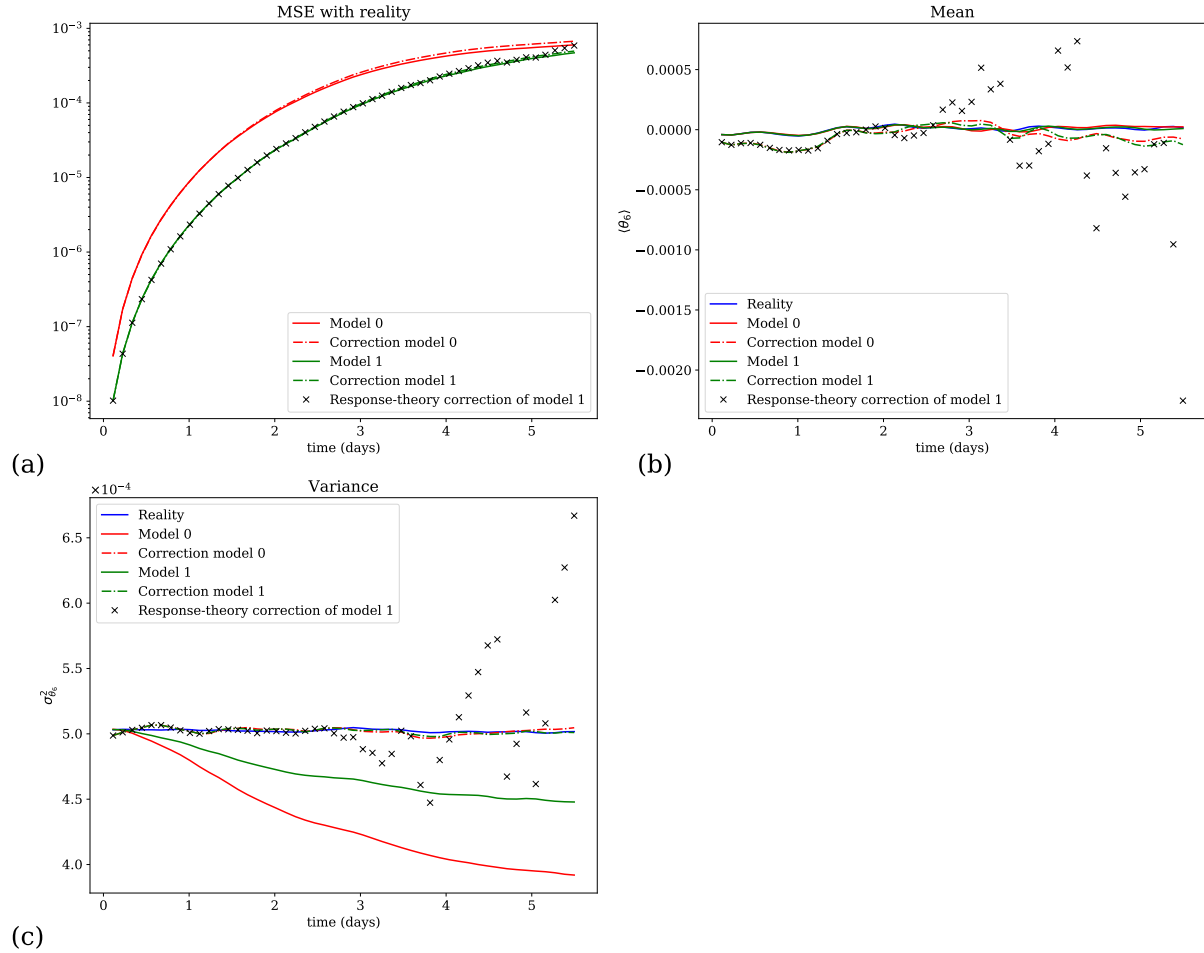 MSE with reality
10⁻³
10⁻⁴
10⁻⁵
10⁻⁶
10⁻⁷
10⁻⁸
0 1 2 3 4 5
time (days)
Model 0
Correction model 0
Model 1
Correction model 1
Response-theory correction of model 1
(a)
Mean
⟨θ₆⟩
0.0005
0.0000
−0.0005
−0.0010
−0.0015
−0.0020
0 1 2 3 4 5
time (days)
Reality
Model 0
Correction model 0
Model 1
Correction model 1
Response-theory correction of model 1
(b)
×10⁻⁴
Variance
σ²θ₆
6.5
6.0
5.5
5.0
4.5
4.0
0 1 2 3 4 5
time (days)
Reality
Model 0
Correction model 0
Model 1
Correction model 1
Response-theory correction of model 1
(c)